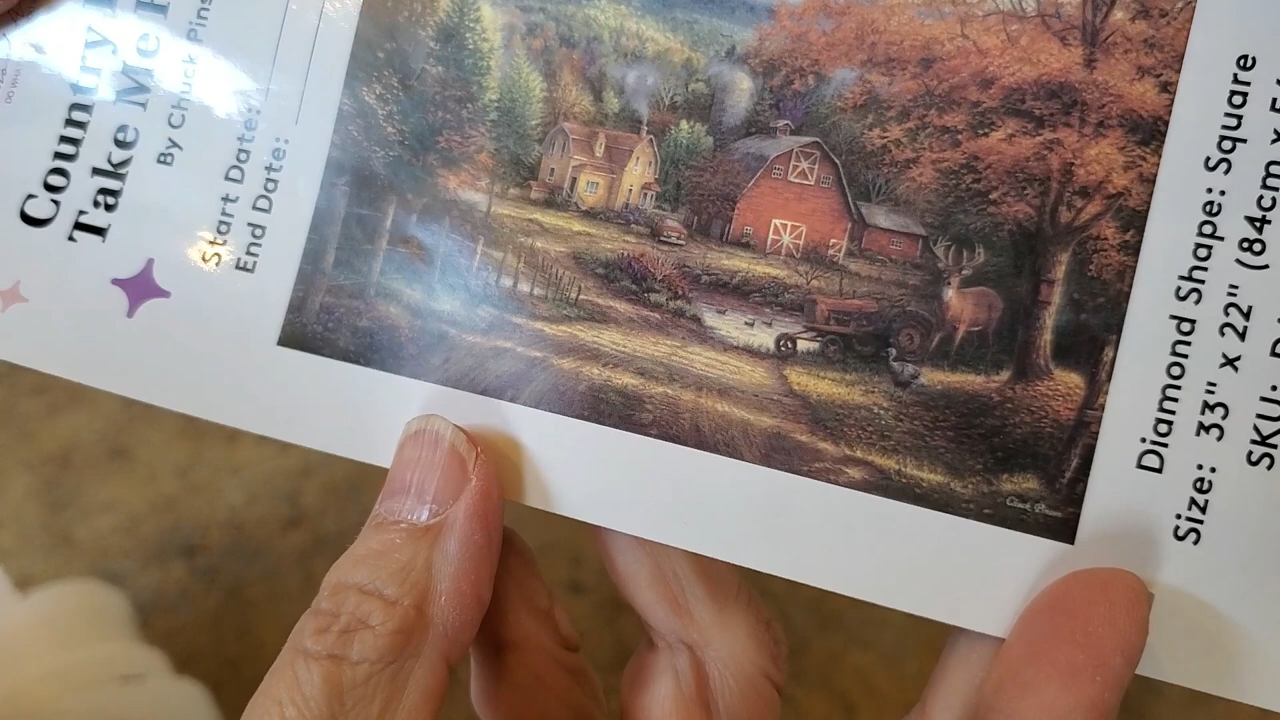 Country
Take Me
By Chuck Pins
Start Date:
End Date:
Diamond Shape: Square
Size: 33" x 22" (84cm x
SKU: